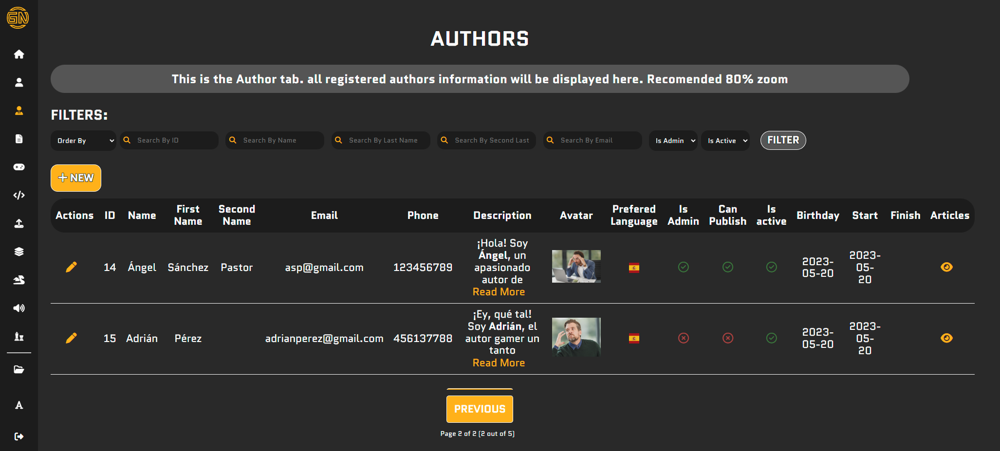 GN
AUTHORS
This is the Author tab. all registered authors information will be displayed here. Recomended 80% zoom
FILTERS:
Order By
Search By ID
Search By Name
Search By Last Name
Search By Second Last
Search By Email
Is Admin
Is Active
FILTER
+ NEW
Actions
ID
Name
First
Name
Second
Name
Email
Phone
Description
Avatar
Prefered
Language
Is
Admin
Can
Publish
Is
active
Birthday
Start
Finish
Articles
14
Ángel
Sánchez
Pastor
asp@gmail.com
123456789
¡Hola! Soy
Ángel, un
apasionado
autor de
Read More
2023-
05-20
2023-
05-
20
15
Adrián
Pérez
adrianperez@gmail.com
456137788
¡Ey, qué tal!
Soy Adrián, el
autor gamer un
tanto
Read More
2023-
05-20
2023-
05-
20
PREVIOUS
Page 2 of 2 (2 out of 5)